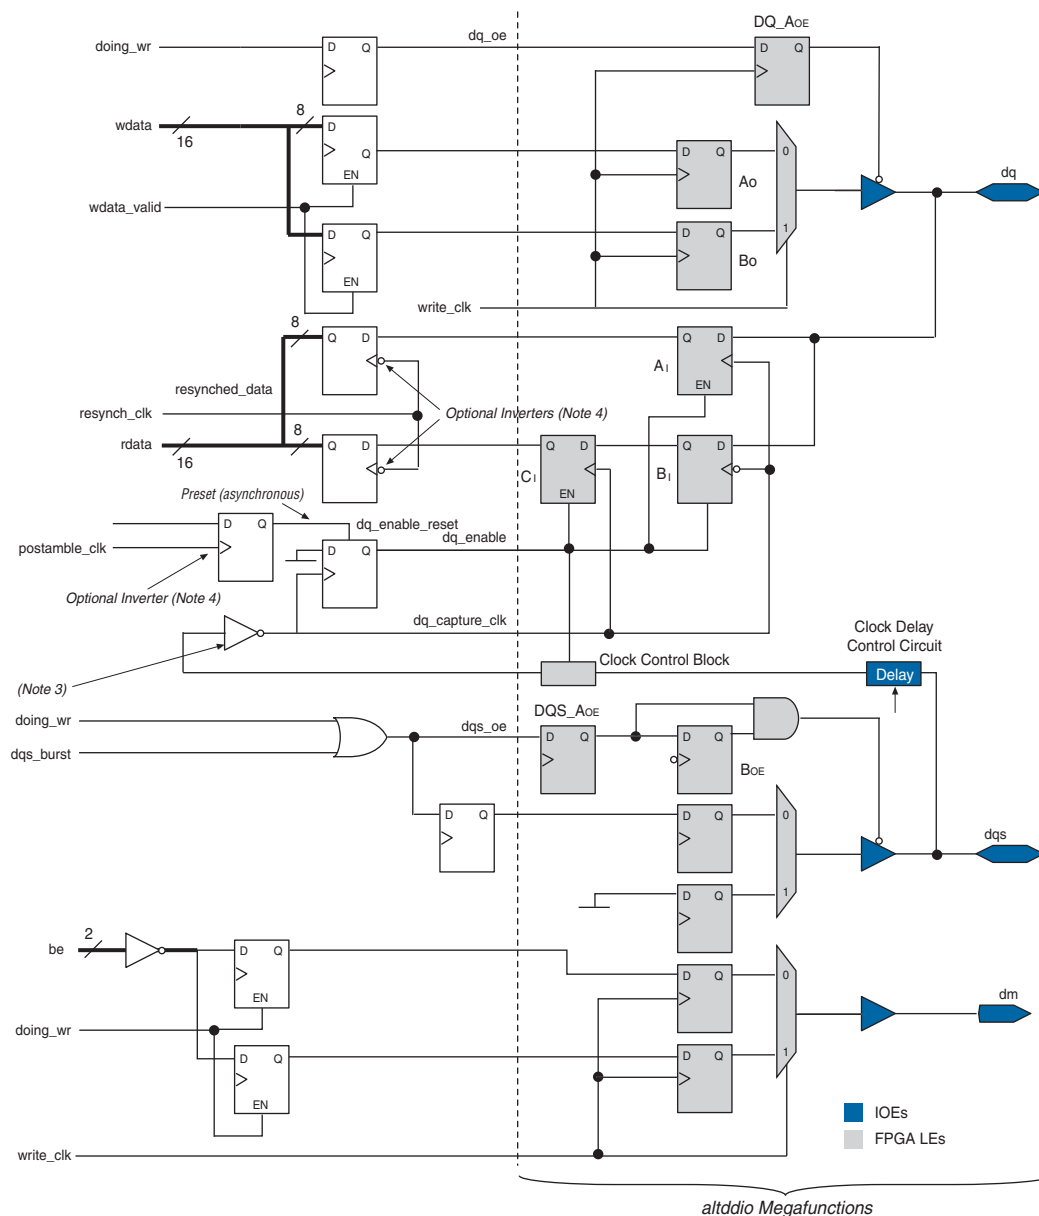 DQ_AOE
doing_wr
D Q
dq_oe
D Q
wdata
16
8
D
Q
EN
D Q
Ao
0
dq
wdata_valid
D Q
EN
D Q
Bo
1
write_clk
8
Q D
Q D
AI
EN
resynched_data
resynch_clk
Optional Inverters (Note 4)
rdata
16
8
Q D
Q D
CI
EN
Q D
BI
Preset (asynchronous)
D Q
dq_enable_reset
postamble_clk
D Q
dq_enable
Optional Inverter (Note 4)
dq_capture_clk
Clock Delay
Control Circuit
Clock Control Block
Delay
(Note 3)
doing_wr
DQS_AOE
dqs_oe
D Q
D Q
BOE
dqs_burst
D Q
D Q
0
dqs
D Q
1
be
2
D Q
EN
D Q
0
dm
doing_wr
D Q
EN
D Q
1
IOEs
FPGA LEs
write_clk
altddio Megafunctions